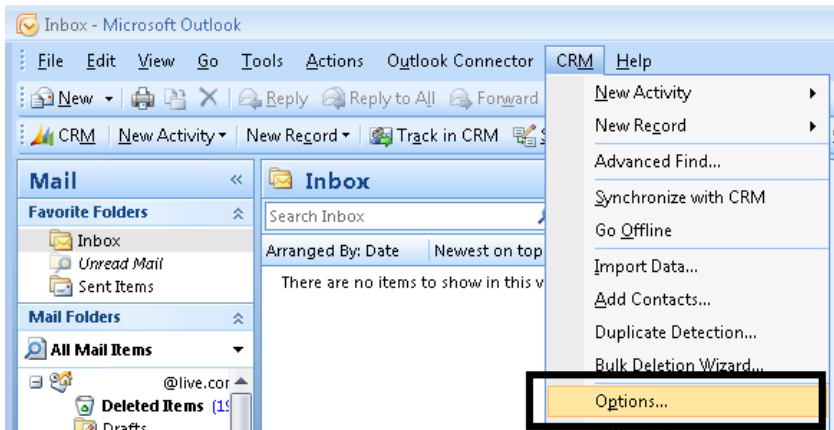 Inbox - Microsoft Outlook
File Edit View Go Tools Actions Outlook Connector CRM Help
New Reply Reply to All Forward
CRM New Activity New Record Track in CRM
New Activity
New Record
Advanced Find...
Synchronize with CRM
Go Offline
Import Data...
Add Contacts...
Duplicate Detection...
Bulk Deletion Wizard...
Options...
Mail
Favorite Folders
Inbox
Unread Mail
Sent Items
Mail Folders
All Mail Items
@live.cor
Deleted Items
Drafts
Inbox
Search Inbox
Arranged By: Date Newest on top
There are no items to show in this v